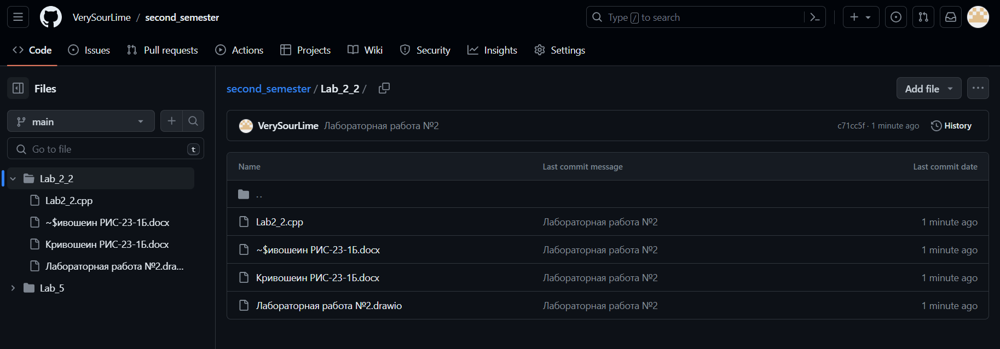 VerySourLime / second_semester
Type / to search
Code Issues Pull requests Actions Projects Wiki Security Insights Settings
Files
main
Go to file t
Lab_2_2
Lab2_2.cpp
~$ивошеин РИС-23-1Б.docx
Кривошеин РИС-23-1Б.docx
Лабораторная работа №2.dra...
Lab_5
second_semester / Lab_2_2 /
Add file
VerySourLime Лабораторная работа №2
c71cc5f · 1 minute ago History
Name Last commit message Last commit date
..
Lab2_2.cpp Лабораторная работа №2 1 minute ago
~$ивошеин РИС-23-1Б.docx Лабораторная работа №2 1 minute ago
Кривошеин РИС-23-1Б.docx Лабораторная работа №2 1 minute ago
Лабораторная работа №2.drawio Лабораторная работа №2 1 minute ago